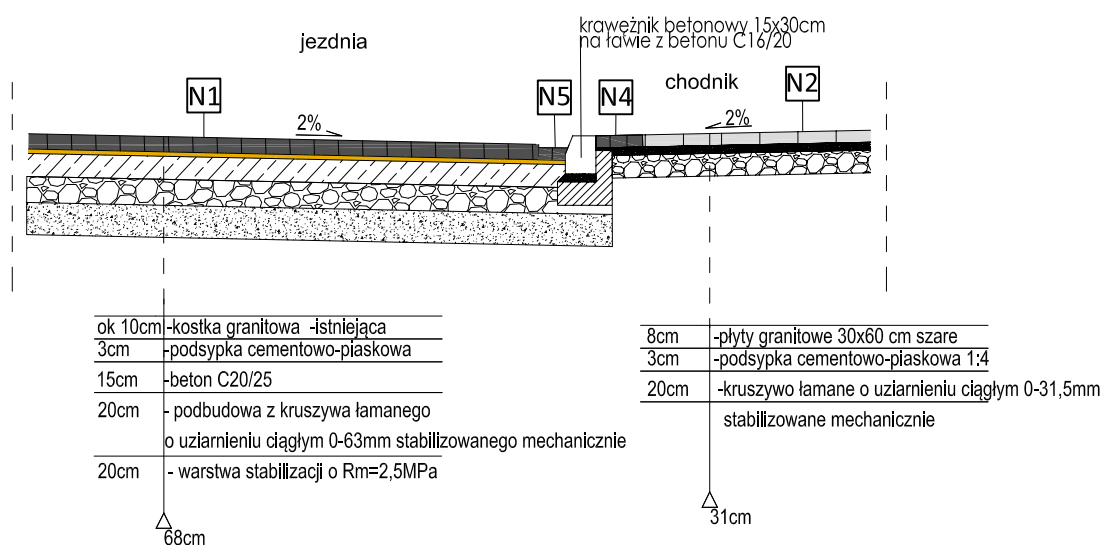 krawężnik betonowy 15x30cm
na ławie z betonu C16/20
jezdnia
chodnik
N1
N5
N4
N2
2%
2%
ok 10cm -kostka granitowa -istniejąca
3cm -podsypka cementowo-piaskowa
15cm -beton C20/25
20cm - podbudowa z kruszywa łamanego
o uziarnieniu ciągłym 0-63mm stabilizowanego mechanicznie
20cm - warstwa stabilizacji o Rm=2,5MPa
68cm
8cm -płyty granitowe 30x60 cm szare
3cm -podsypka cementowo-piaskowa 1:4
20cm -kruszywo łamane o uziarnieniu ciągłym 0-31,5mm
stabilizowane mechanicznie
31cm